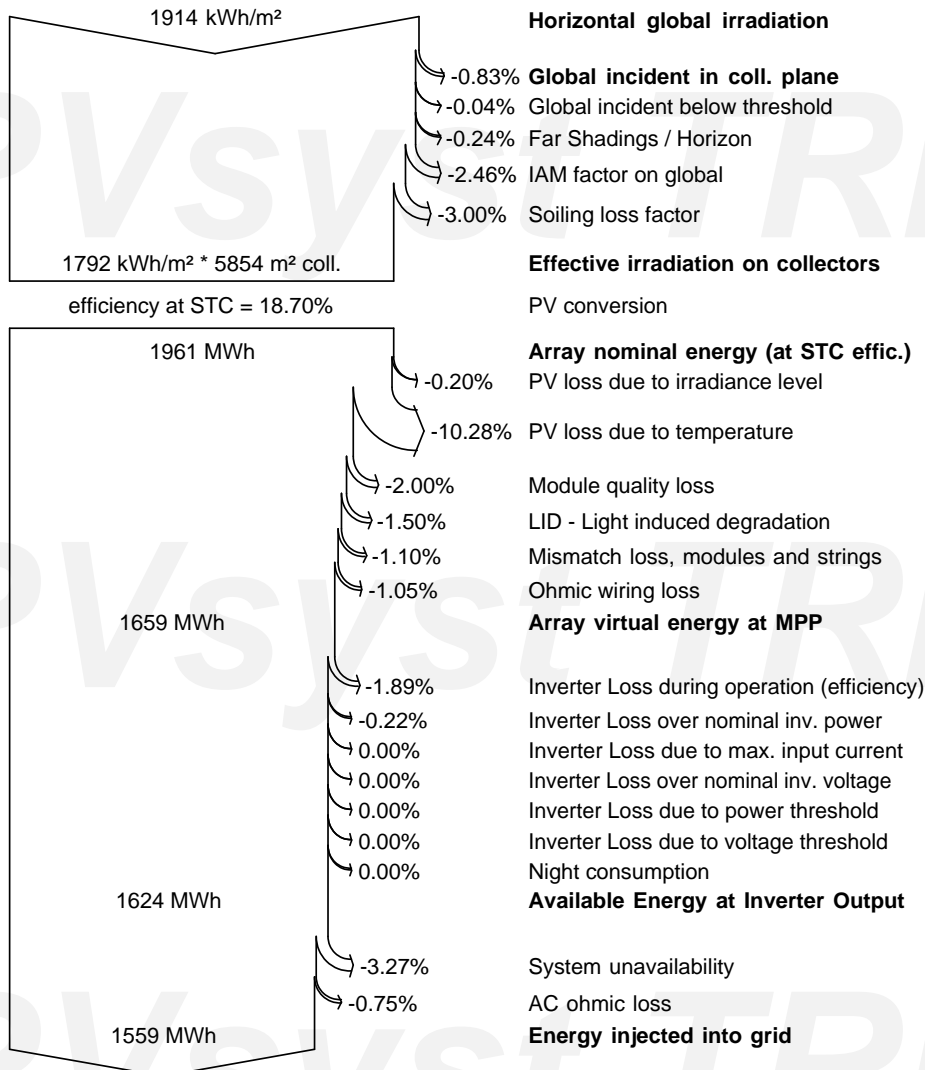 1914 kWh/m² Horizontal global irradiation
-0.83% Global incident in coll. plane
-0.04% Global incident below threshold
-0.24% Far Shadings / Horizon
-2.46% IAM factor on global
-3.00% Soiling loss factor
1792 kWh/m² * 5854 m² coll. Effective irradiation on collectors
efficiency at STC = 18.70% PV conversion
1961 MWh Array nominal energy (at STC effic.)
-0.20% PV loss due to irradiance level
-10.28% PV loss due to temperature
-2.00% Module quality loss
-1.50% LID - Light induced degradation
-1.10% Mismatch loss, modules and strings
-1.05% Ohmic wiring loss
1659 MWh Array virtual energy at MPP
-1.89% Inverter Loss during operation (efficiency)
-0.22% Inverter Loss over nominal inv. power
0.00% Inverter Loss due to max. input current
0.00% Inverter Loss over nominal inv. voltage
0.00% Inverter Loss due to power threshold
0.00% Inverter Loss due to voltage threshold
0.00% Night consumption
1624 MWh Available Energy at Inverter Output
-3.27% System unavailability
-0.75% AC ohmic loss
1559 MWh Energy injected into grid
PVsyst TRI
PVsyst TRI
PVsyst TRI